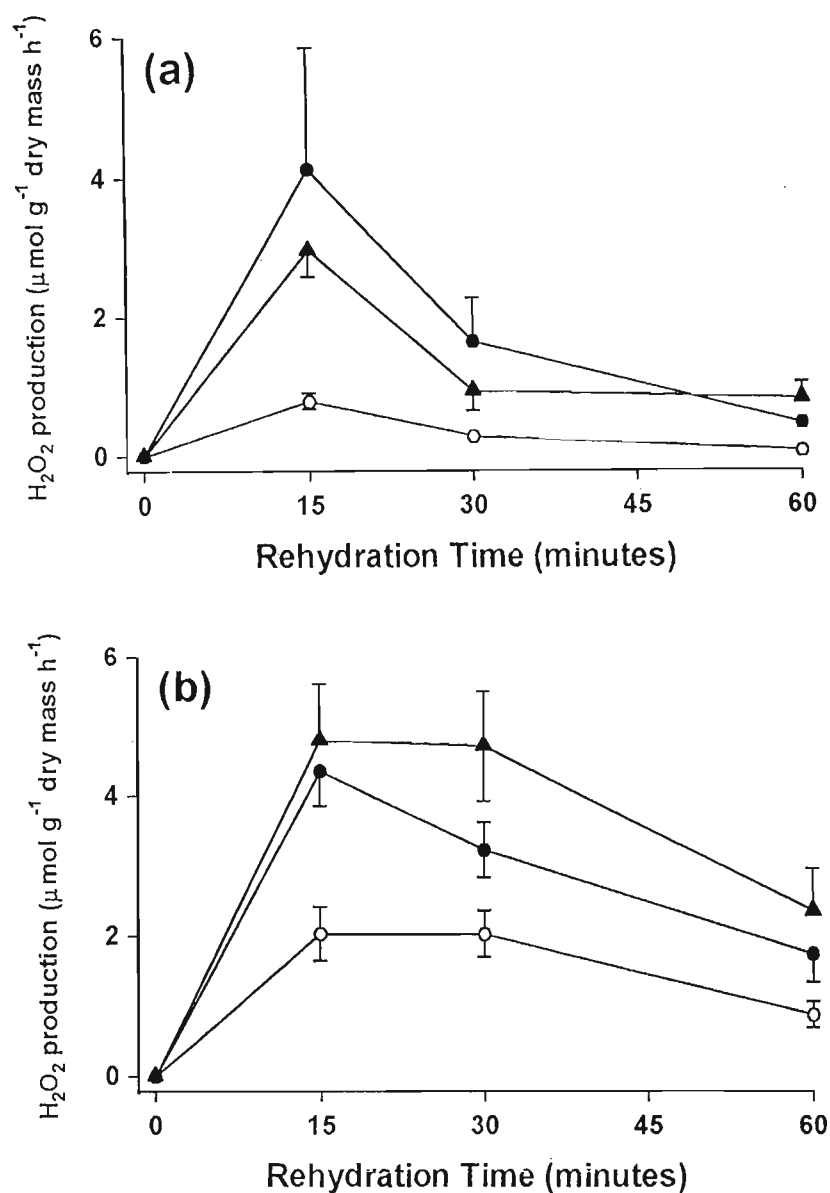 (a)
H₂O₂ production (μmol g⁻¹ dry mass h⁻¹)
6
4
2
0
0 15 30 45 60
Rehydration Time (minutes)
(b)
H₂O₂ production (μmol g⁻¹ dry mass h⁻¹)
6
4
2
0
0 15 30 45 60
Rehydration Time (minutes)